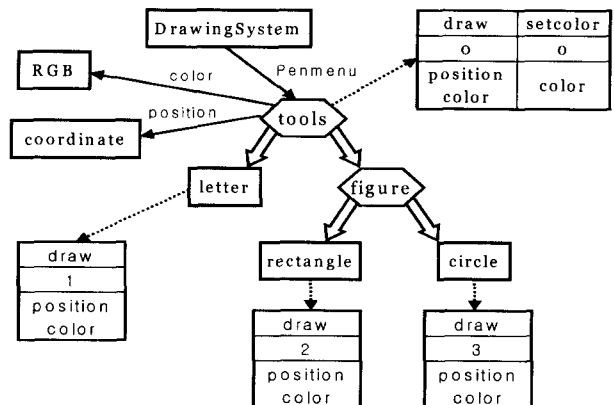 DrawingSystem
draw setcolor
o o
position color
color
RGB
color
Penmenu
position
tools
coordinate
letter
figure
draw
1
position
color
rectangle
circle
draw
2
position
color
draw
3
position
color